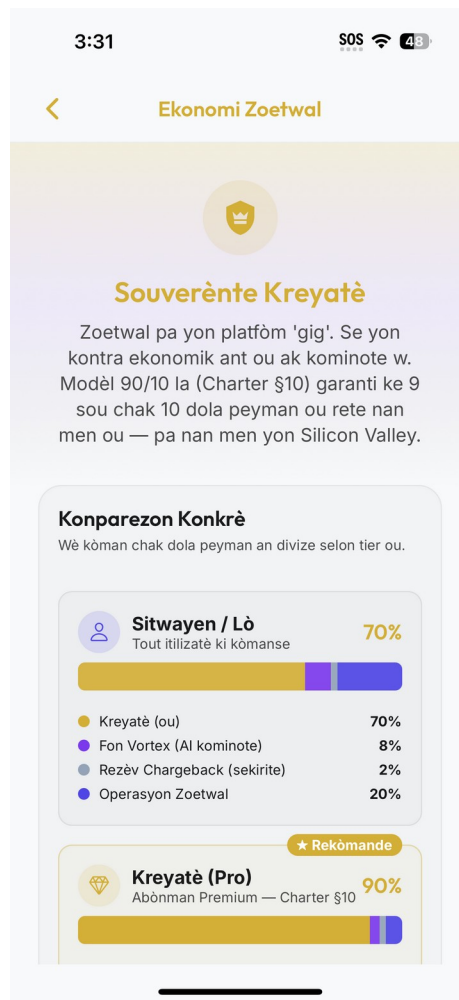 3:31
SOS
48
Ekonomi Zoetwal
Souverènte Kreyatè
Zoetwal pa yon platfòm 'gig'. Se yon
kontra ekonomik ant ou ak kominote w.
Modèl 90/10 la (Charter §10) garanti ke 9
sou chak 10 dola peyman ou rete nan
men ou — pa nan men yon Silicon Valley.
Konparezon Konkrè
Wè kòman chak dola peyman an divize selon tier ou.
Sitwayen / Lò
70%
Tout itilizatè ki kòmanse
Kreyatè (ou) 70%
Fon Vortex (AI kominote) 8%
Rezèv Chargeback (sekirite) 2%
Operasyon Zoetwal 20%
★ Rekòmande
Kreyatè (Pro)
90%
Abònman Premium — Charter §10